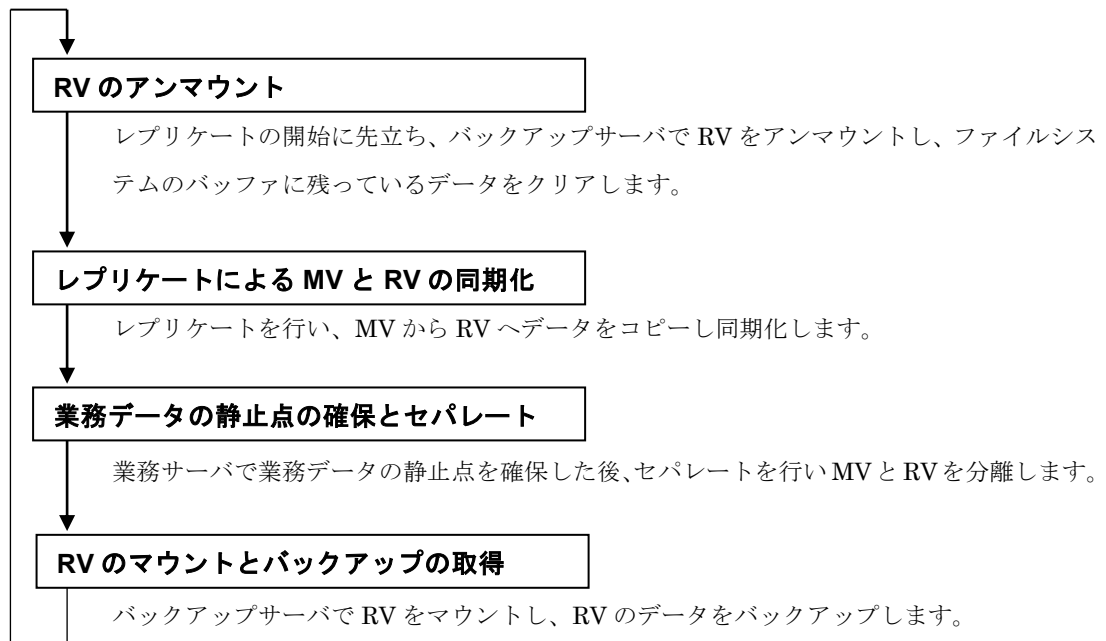 RV のアンマウント
レプリケートの開始に先立ち、バックアップサーバで RV をアンマウントし、ファイルシス
テムのバッファに残っているデータをクリアします。
レプリケートによる MV と RV の同期化
レプリケートを行い、MV から RV へデータをコピーし同期化します。
業務データの静止点の確保とセパレート
業務サーバで業務データの静止点を確保した後、セパレートを行い MV と RV を分離します。
RV のマウントとバックアップの取得
バックアップサーバで RV をマウントし、RV のデータをバックアップします。